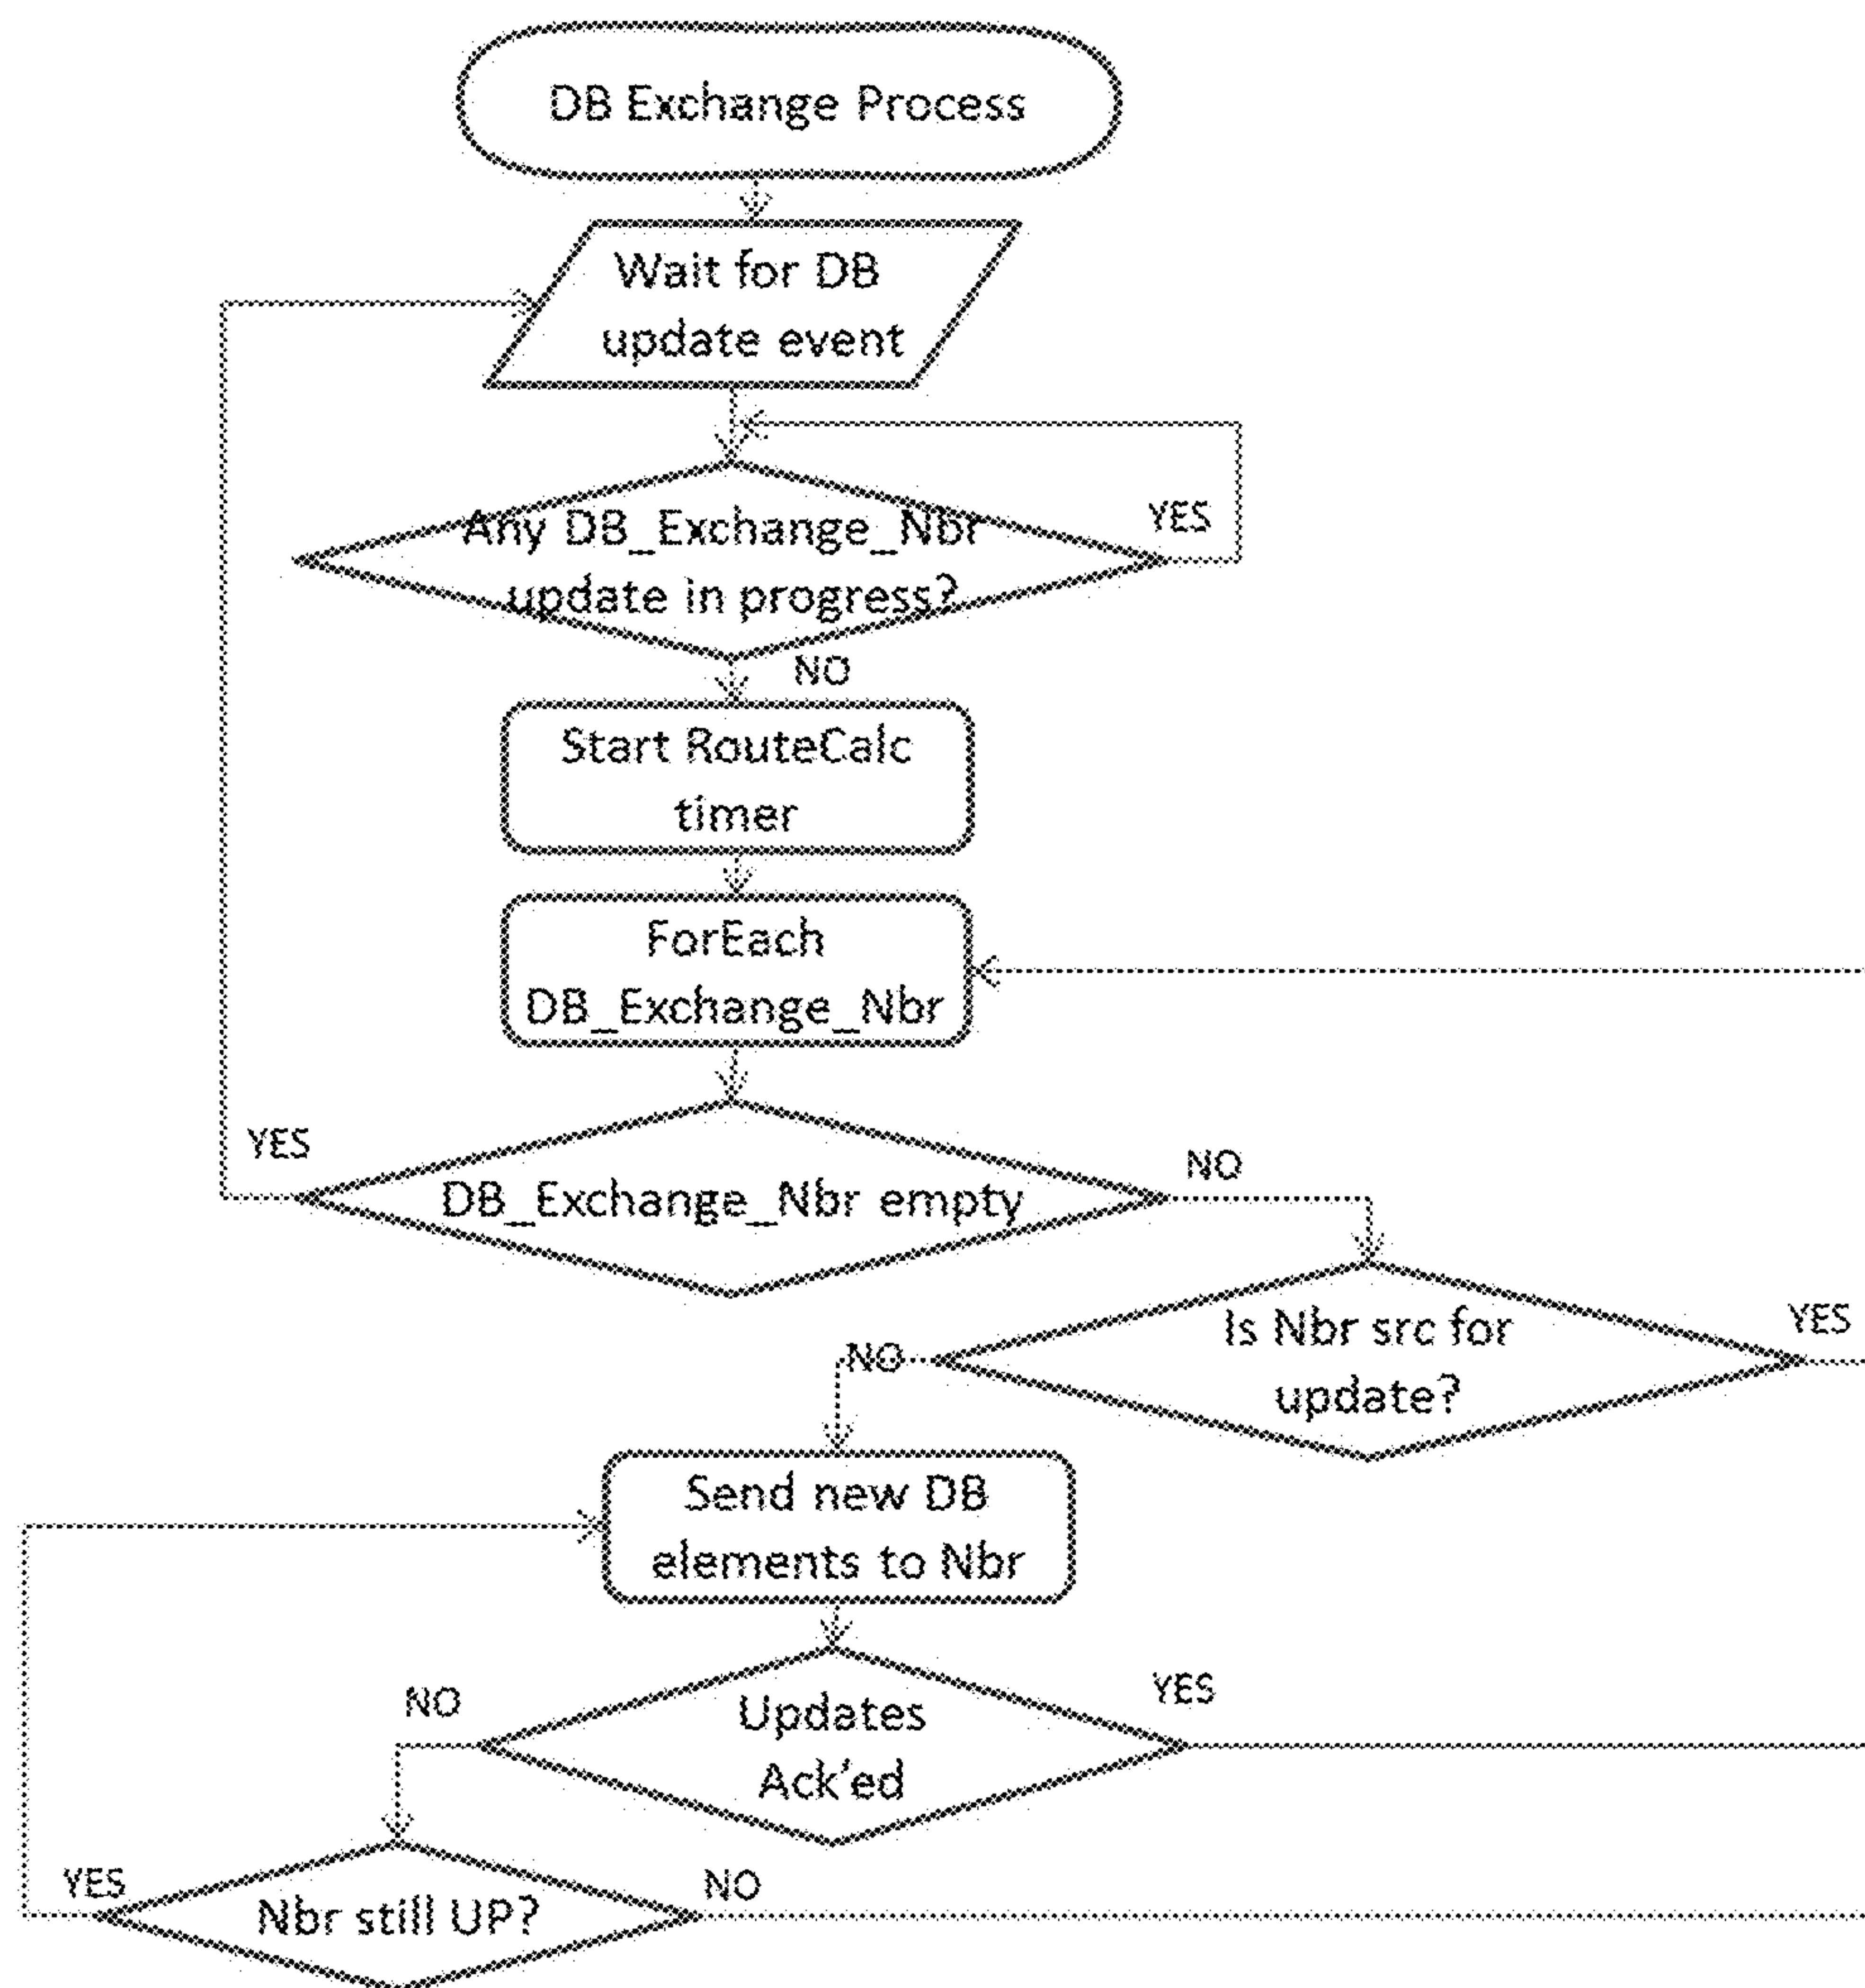 DB Exchange Process
Wait for DB
update event
Any DB_Exchange_Nbr
update in progress?
YES
NO
Start RouteCalc
timer
ForEach
DB_Exchange_Nbr
YES
DB_Exchange_Nbr empty
NO
Is Nbr src for
update?
YES
NO
Send new DB
elements to Nbr
NO
Updates
Ack'ed
YES
YES
Nbr still UP?
NO